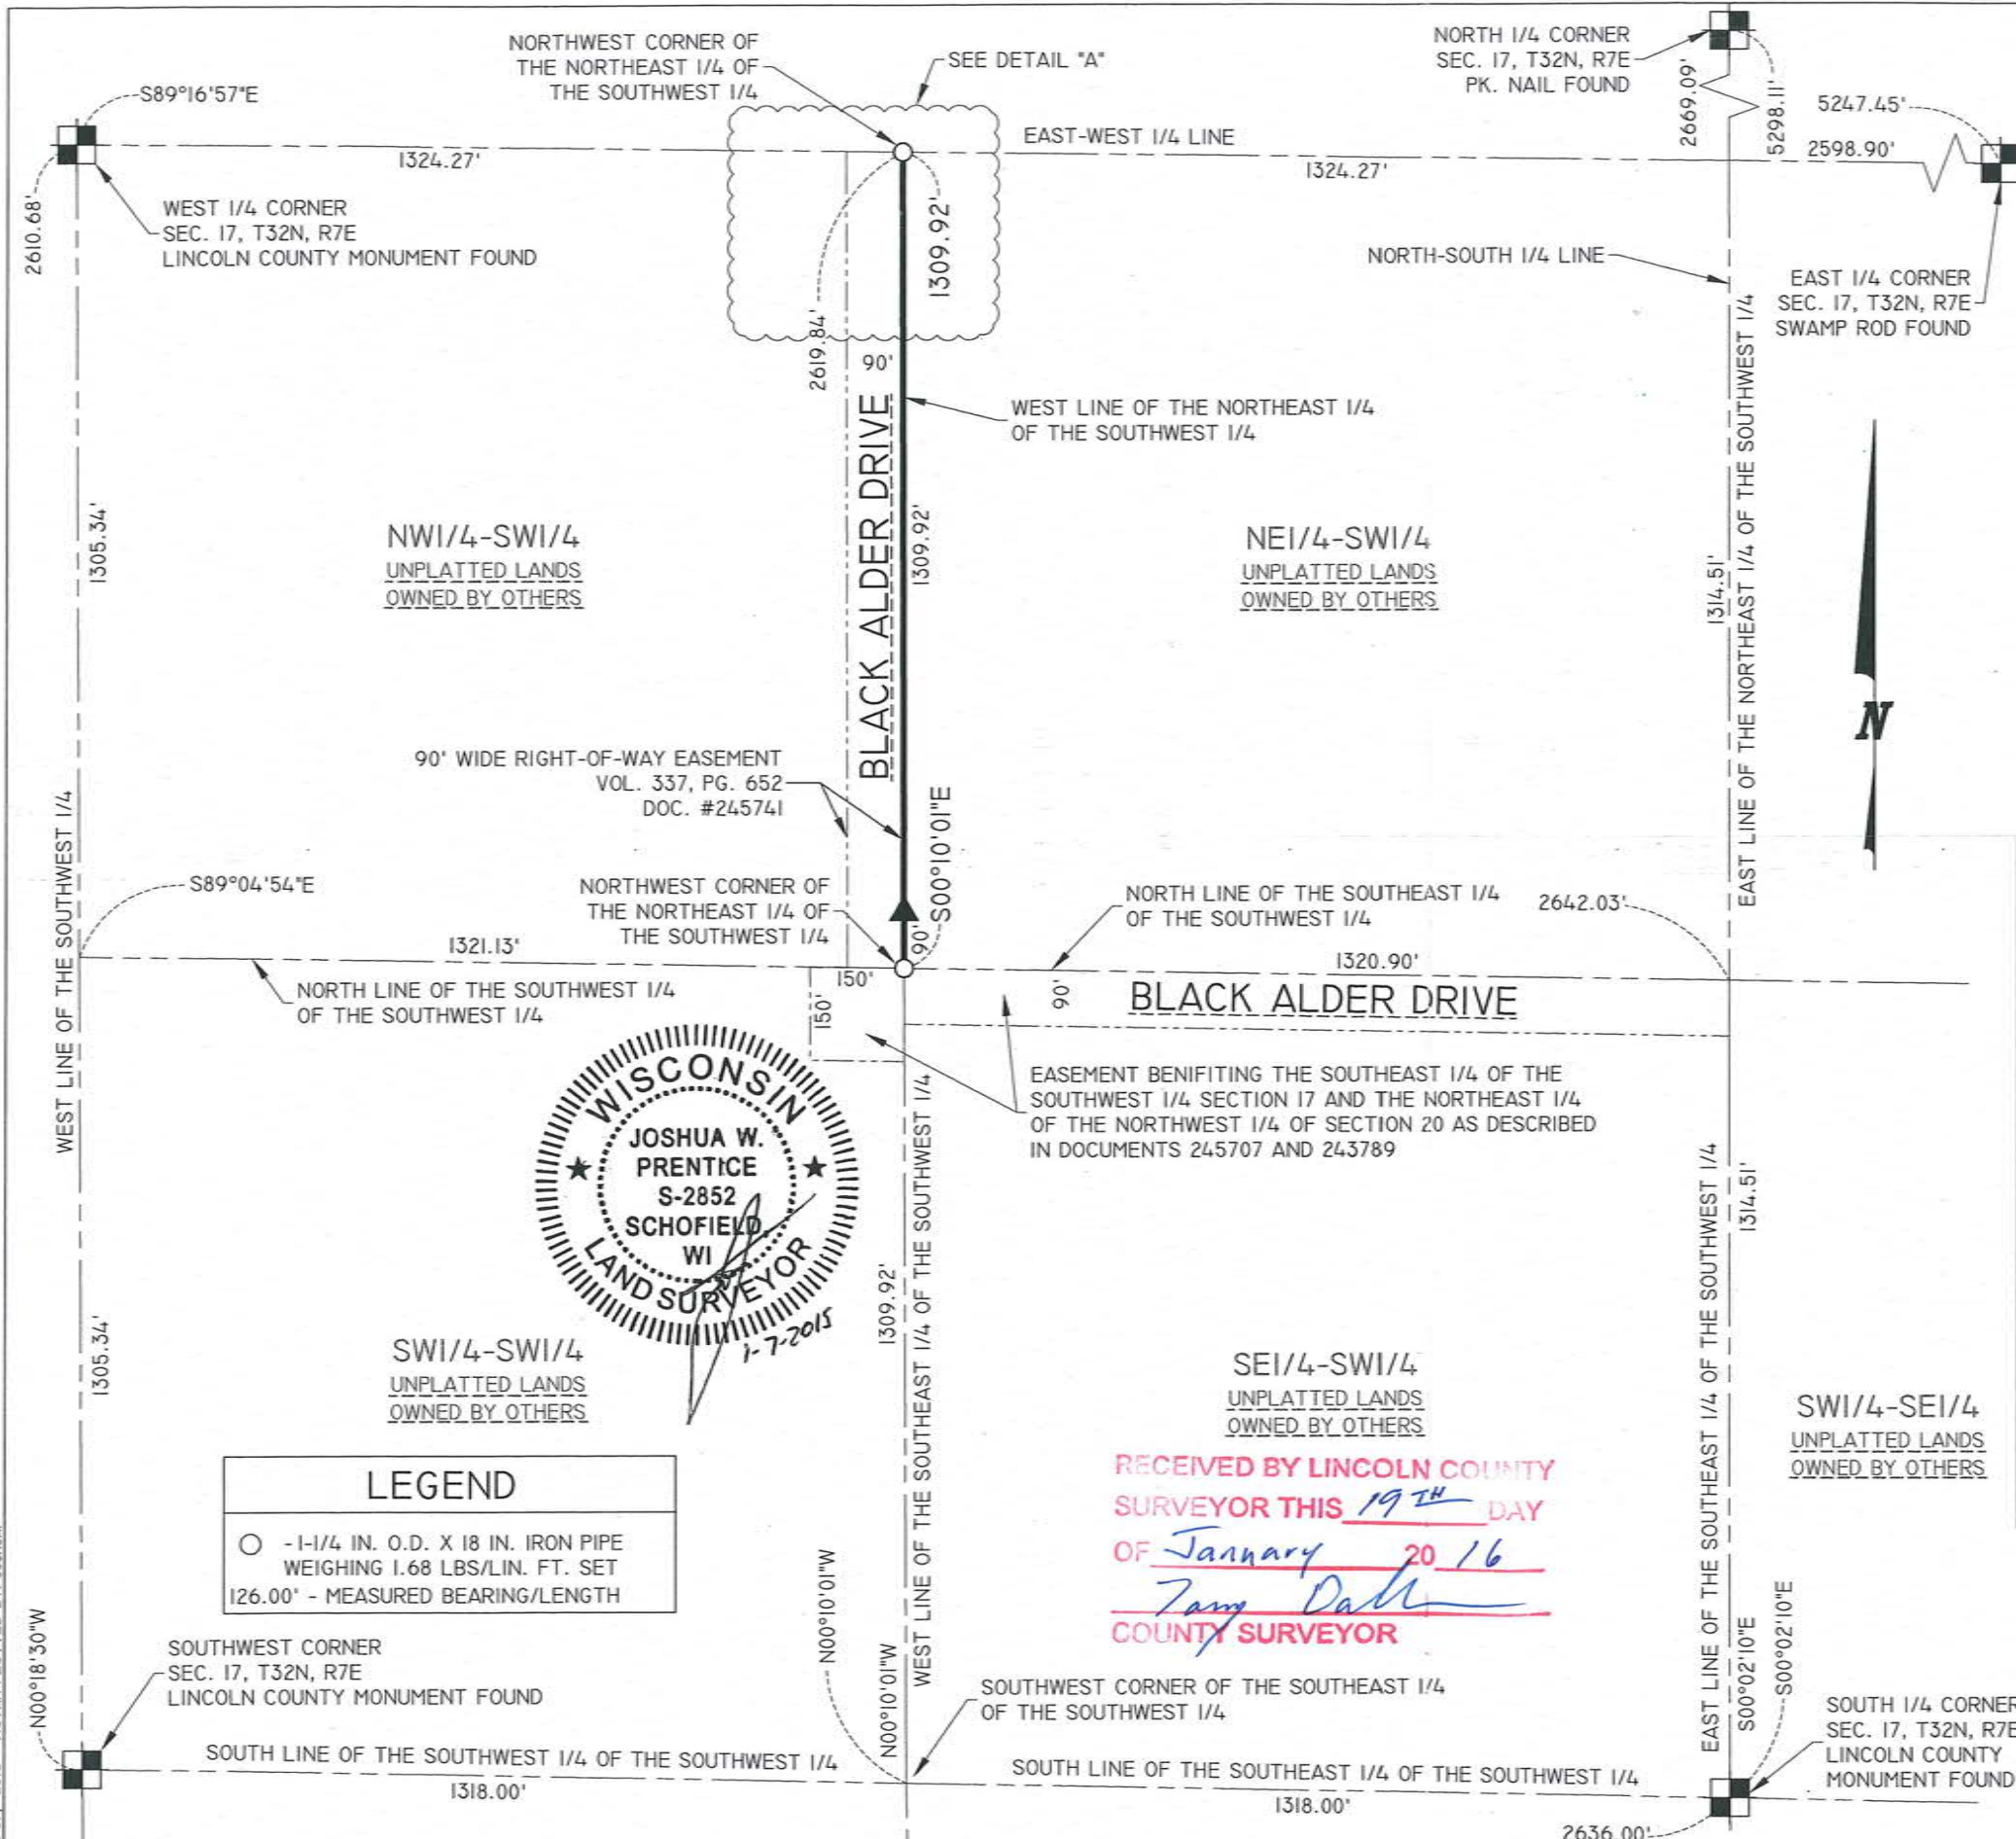 NORTHWEST CORNER OF
THE NORTHEAST 1/4 OF
THE SOUTHWEST 1/4
SEE DETAIL "A"
NORTH 1/4 CORNER
SEC. 17, T32N, R7E
PK. NAIL FOUND
2669.09'
5298.11'
5247.45'
2598.90'
S89°16'57"E
1324.27'
EAST-WEST 1/4 LINE
1324.27'
2610.68'
WEST 1/4 CORNER
SEC. 17, T32N, R7E
LINCOLN COUNTY MONUMENT FOUND
1309.92'
2619.84'
90'
NORTH-SOUTH 1/4 LINE
EAST 1/4 CORNER
SEC. 17, T32N, R7E
SWAMP ROD FOUND
WEST LINE OF THE NORTHEAST 1/4
OF THE SOUTHWEST 1/4
BLACK ALDER DRIVE
1305.34'
NW1/4-SW1/4
UNPLATTED LANDS
OWNED BY OTHERS
1309.92'
NE1/4-SW1/4
UNPLATTED LANDS
OWNED BY OTHERS
1314.51'
EAST LINE OF THE NORTHEAST 1/4 OF THE SOUTHWEST 1/4
N
90' WIDE RIGHT-OF-WAY EASEMENT
VOL. 337, PG. 652
DOC. #245741
S00°10'01"E
WEST LINE OF THE SOUTHWEST 1/4
S89°04'54"E
NORTHWEST CORNER OF
THE NORTHEAST 1/4 OF
THE SOUTHWEST 1/4
90'
NORTH LINE OF THE SOUTHEAST 1/4
OF THE SOUTHWEST 1/4
2642.03'
1321.13'
1320.90'
NORTH LINE OF THE SOUTHWEST 1/4
OF THE SOUTHWEST 1/4
150'
150'
90'
BLACK ALDER DRIVE
EASEMENT BENIFITING THE SOUTHEAST 1/4 OF THE
SOUTHWEST 1/4 SECTION 17 AND THE NORTHEAST 1/4
OF THE NORTHWEST 1/4 OF SECTION 20 AS DESCRIBED
IN DOCUMENTS 245707 AND 243789
WISCONSIN
JOSHUA W.
PRENTICE
S-2852
SCHOFIELD,
WI
LAND SURVEYOR
1-7-2015
1305.34'
SW1/4-SW1/4
UNPLATTED LANDS
OWNED BY OTHERS
1309.92'
WEST LINE OF THE SOUTHEAST 1/4 OF THE SOUTHWEST 1/4
SE1/4-SW1/4
UNPLATTED LANDS
OWNED BY OTHERS
1314.51'
EAST LINE OF THE SOUTHEAST 1/4 OF THE SOUTHWEST 1/4
SW1/4-SE1/4
UNPLATTED LANDS
OWNED BY OTHERS
RECEIVED BY LINCOLN COUNTY
SURVEYOR THIS 19TH DAY
OF January 20 16
COUNTY SURVEYOR
LEGEND
-1-1/4 IN. O.D. X 18 IN. IRON PIPE
WEIGHING 1.68 LBS/LIN. FT. SET
126.00' - MEASURED BEARING/LENGTH
N00°18'30"W
SOUTHWEST CORNER
SEC. 17, T32N, R7E
LINCOLN COUNTY MONUMENT FOUND
N00°10'01"W
N00°10'01"W
SOUTHWEST CORNER OF THE SOUTHEAST 1/4
OF THE SOUTHWEST 1/4
S00°02'10"E
S00°02'10"E
SOUTH 1/4 CORNER
SEC. 17, T32N, R7E
LINCOLN COUNTY
MONUMENT FOUND
SOUTH LINE OF THE SOUTHWEST 1/4 OF THE SOUTHWEST 1/4
1318.00'
SOUTH LINE OF THE SOUTHEAST 1/4 OF THE SOUTHWEST 1/4
1318.00'
2636.00'